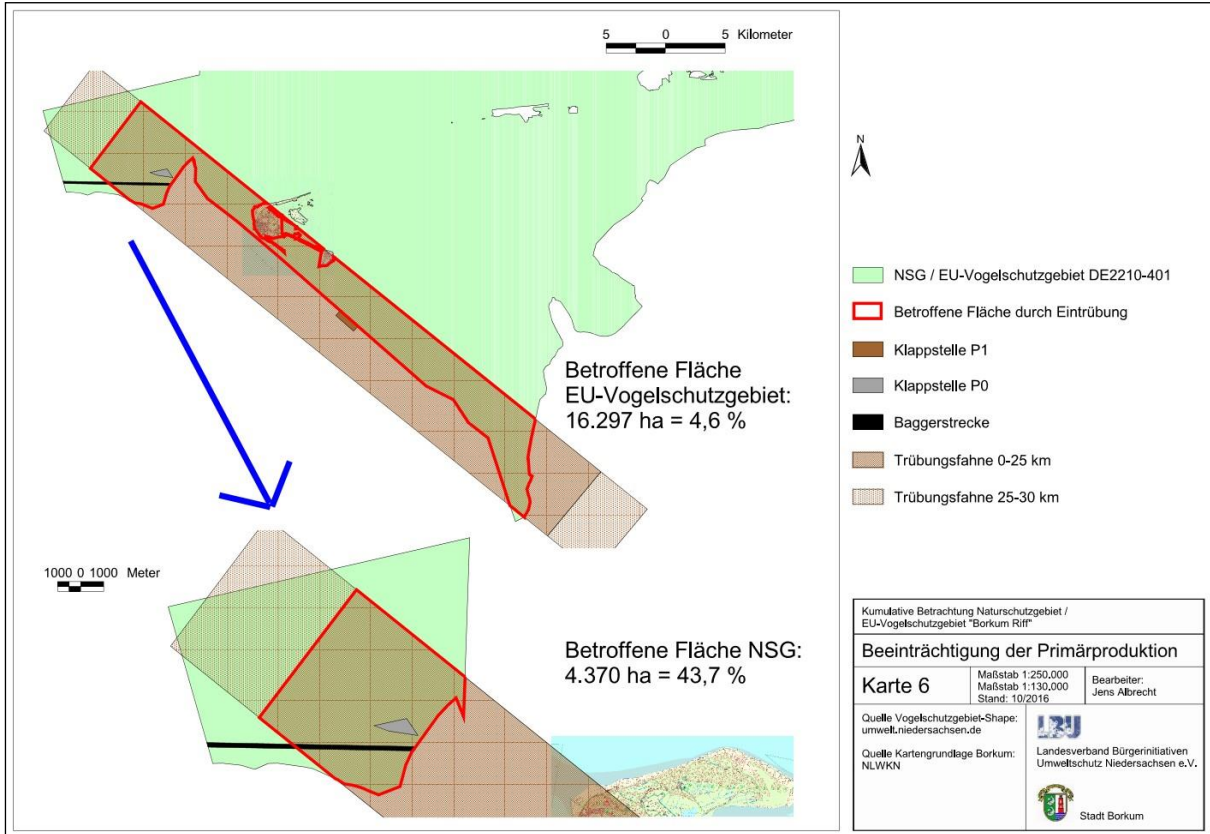 5 0 5 Kilometer
N
NSG / EU-Vogelschutzgebiet DE2210-401
Betroffene Fläche durch Eintrübung
Klappstelle P1
Klappstelle P0
Baggerstrecke
Trübungsfahne 0-25 km
Trübungsfahne 25-30 km
Betroffene Fläche
EU-Vogelschutzgebiet:
16.297 ha = 4,6 %
1000 0 1000 Meter
Betroffene Fläche NSG:
4.370 ha = 43,7 %
Kumulative Betrachtung Naturschutzgebiet /
EU-Vogelschutzgebiet "Borkum Riff"
Beeinträchtigung der Primärproduktion
Karte 6
Maßstab 1:250.000
Maßstab 1:130.000
Stand: 10/2016
Bearbeiter:
Jens Albrecht
Quelle Vogelschutzgebiet-Shape:
umwelt.niedersachsen.de
Quelle Kartengrundlage Borkum:
NLWKN
LBU
Landesverband Bürgerinitiativen
Umweltschutz Niedersachsen e.V.
Stadt Borkum